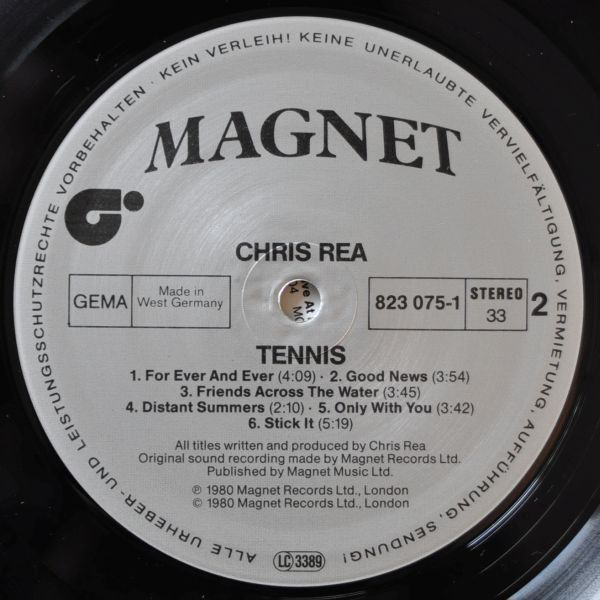 ALLE URHEBER- UND LEISTUNGSSCHUTZRECHTE VORBEHALTEN · KEIN VERLEIH! KEINE UNERLAUBTE VERVIELFÄLTIGUNG, VERMIETUNG, AUFFÜHRUNG, SENDUNG!
MAGNET
CHRIS REA
GEMA
Made in
West Germany
823 075-1
STEREO
33
2
TENNIS
1. For Ever And Ever (4:09) · 2. Good News (3:54)
3. Friends Across The Water (3:45)
4. Distant Summers (2:10) · 5. Only With You (3:42)
6. Stick It (5:19)
All titles written and produced by Chris Rea
Original sound recording made by Magnet Records Ltd.
Published by Magnet Music Ltd.
℗ 1980 Magnet Records Ltd., London
© 1980 Magnet Records Ltd., London
LC 3389